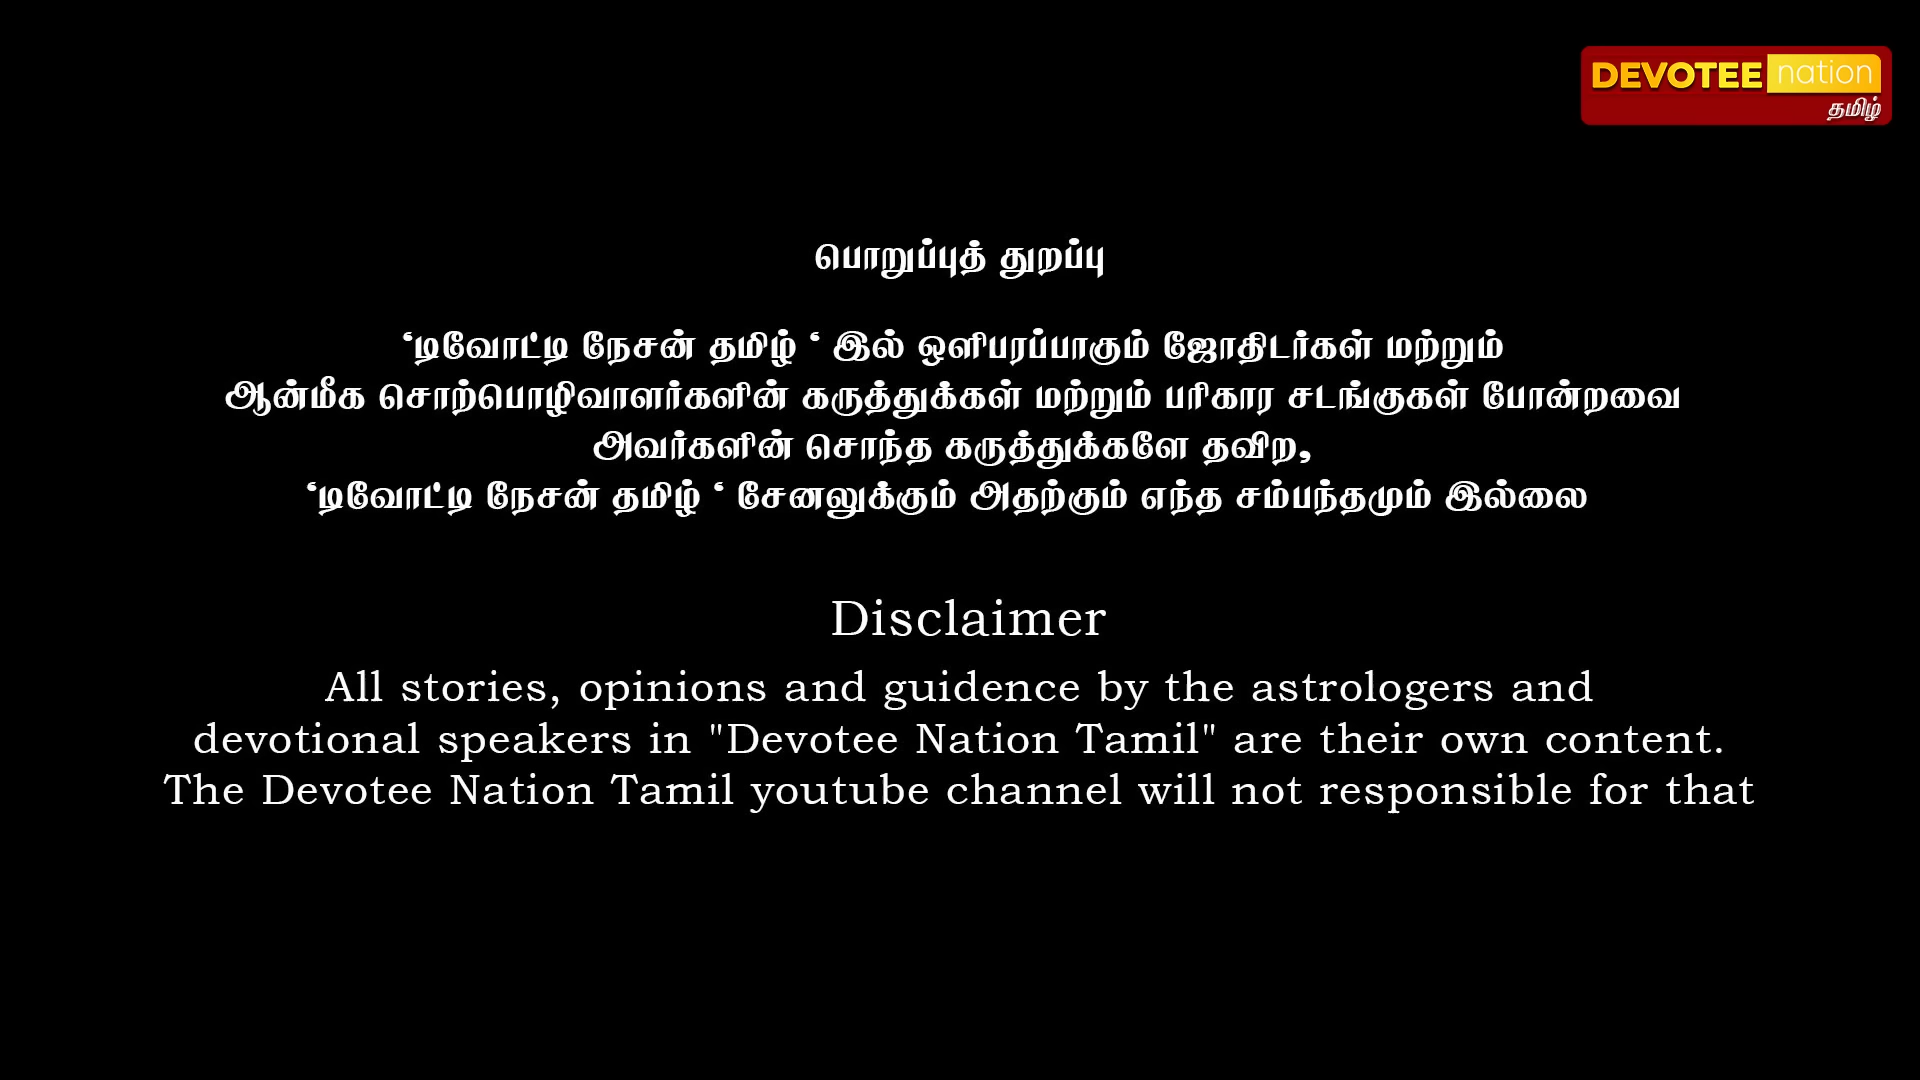 DEVOTEE nation
தமிழ்
பொறுப்புத் துறப்பு
‘டிவோட்டி நேசன் தமிழ் ‘ இல் ஒளிபரப்பாகும் ஜோதிடர்கள் மற்றும்
ஆன்மீக சொற்பொழிவாளர்களின் கருத்துக்கள் மற்றும் பரிகார சடங்குகள் போன்றவை
அவர்களின் சொந்த கருத்துக்களே தவிற,
‘டிவோட்டி நேசன் தமிழ் ‘ சேனலுக்கும் அதற்கும் எந்த சம்பந்தமும் இல்லை
Disclaimer
All stories, opinions and guidence by the astrologers and
devotional speakers in "Devotee Nation Tamil" are their own content.
The Devotee Nation Tamil youtube channel will not responsible for that